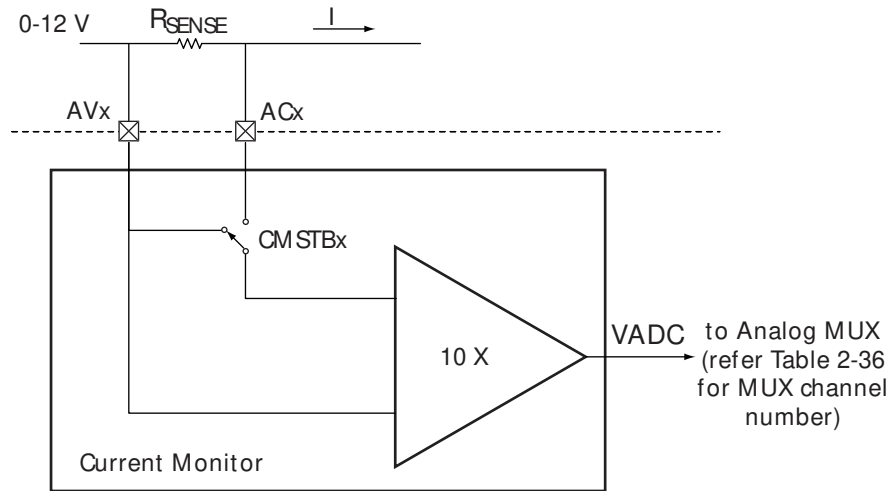 0-12 V
RSENSE
I
AVx
ACx
CMSTBx
10 X
VADC
to Analog MUX
(refer Table 2-36
for MUX channel
number)
Current Monitor